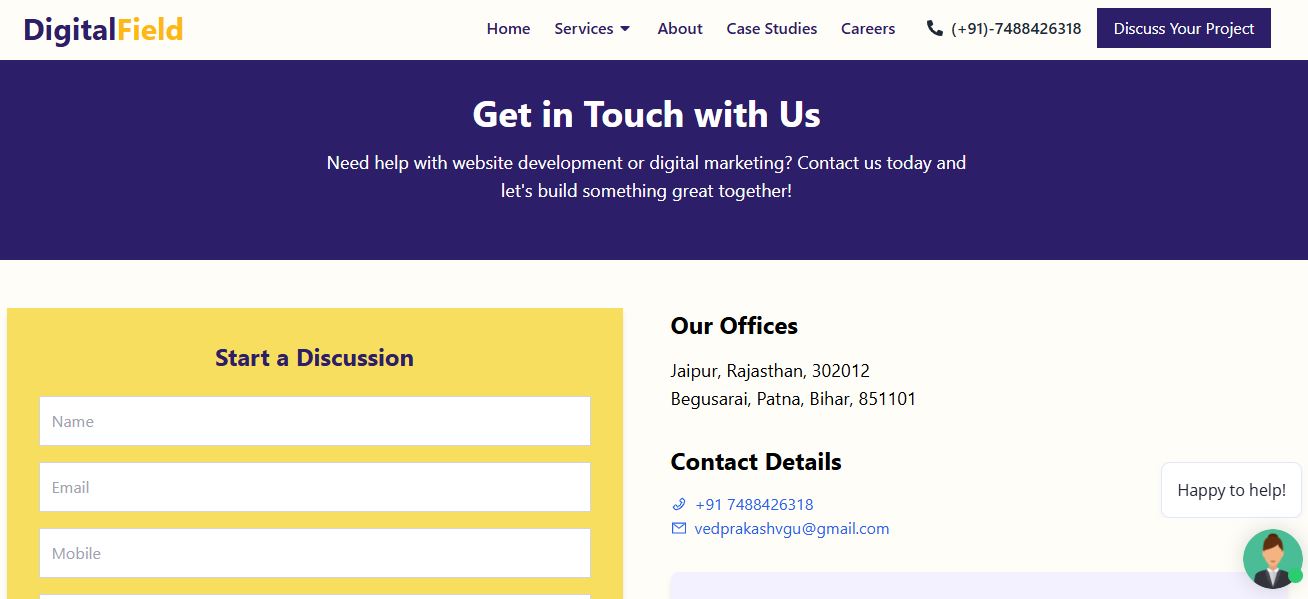 DigitalField
Home Services About Case Studies Careers (+91)-7488426318 Discuss Your Project
Get in Touch with Us
Need help with website development or digital marketing? Contact us today and
let's build something great together!
Start a Discussion
Name
Email
Mobile
Our Offices
Jaipur, Rajasthan, 302012
Begusarai, Patna, Bihar, 851101
Contact Details
+91 7488426318
vedprakashvgu@gmail.com
Happy to help!